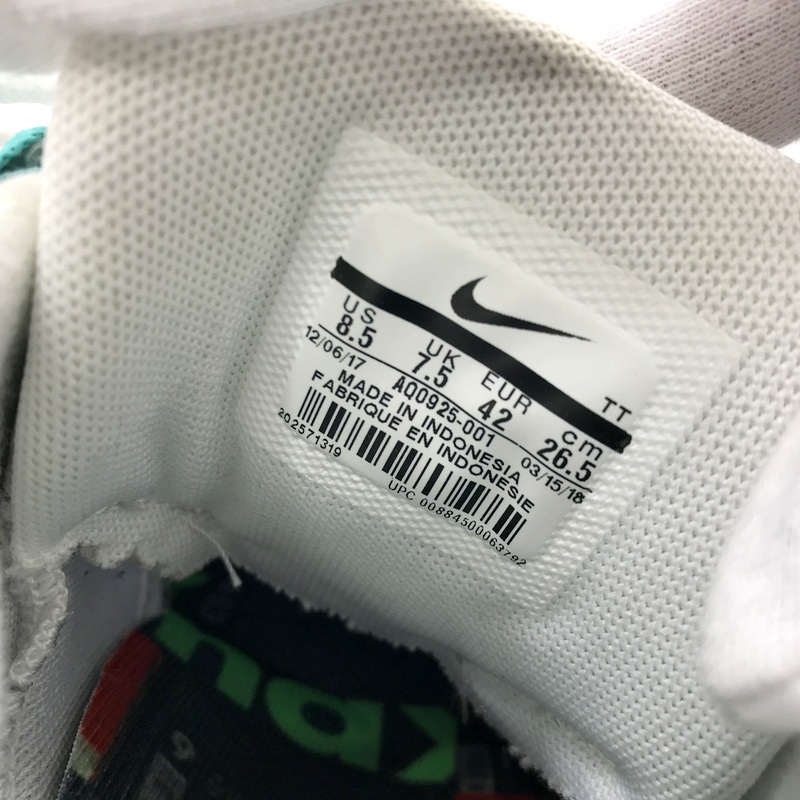 TT
US UK EUR cm
8.5 7.5 42 26.5
12/06/17 AQ0925-001 03/15/18
MADE IN INDONESIA
FABRIQUE EN INDONESIE
202571319
UPC 00884500063792